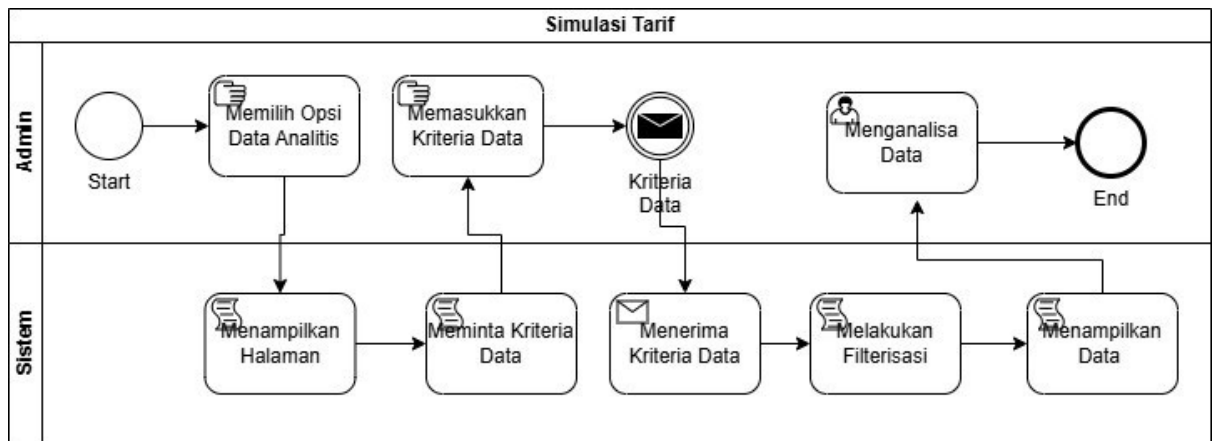 Simulasi Tarif
Admin
Start
Memilih Opsi
Data Analitis
Memasukkan
Kriteria Data
Kriteria
Data
Menganalisa
Data
End
Sistem
Menampilkan
Halaman
Meminta Kriteria
Data
Menerima
Kriteria Data
Melakukan
Filterisasi
Menampilkan
Data